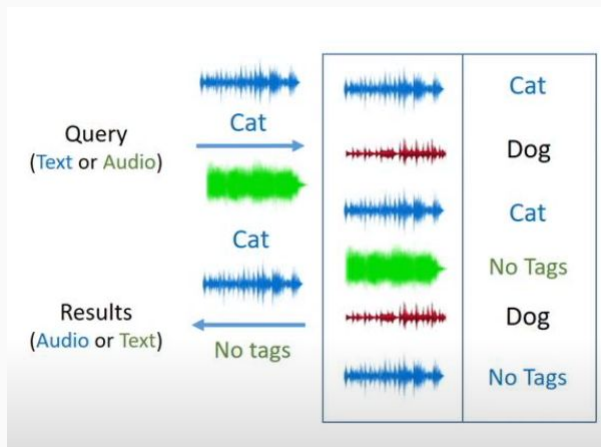 Query
(Text or Audio)
Cat
Cat
Results
(Audio or Text)
No tags
Cat
Dog
Cat
No Tags
Dog
No Tags